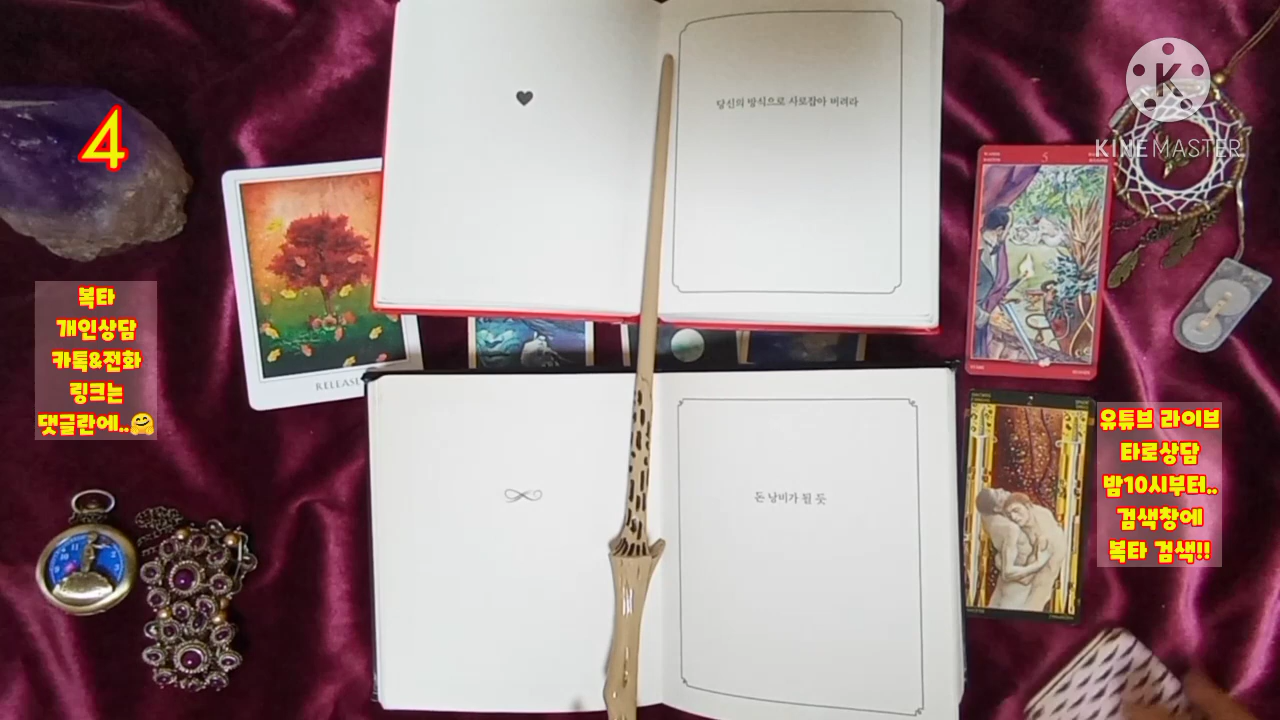 4
당신의 방식으로 사로잡아 버려라
K
KINEMASTER
5
RELEASE
복타
개인상담
카톡&전화
링크는
댓글란에..🤗
유튜브 라이브
타로상담
밤10시부터..
검색창에
복타 검색!!
돈 낭비가 될 듯